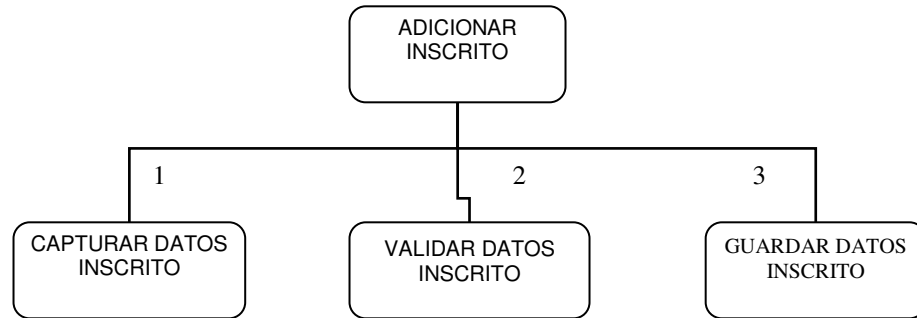 ADICIONAR
INSCRITO
1
2
3
CAPTURAR DATOS
INSCRITO
VALIDAR DATOS
INSCRITO
GUARDAR DATOS
INSCRITO